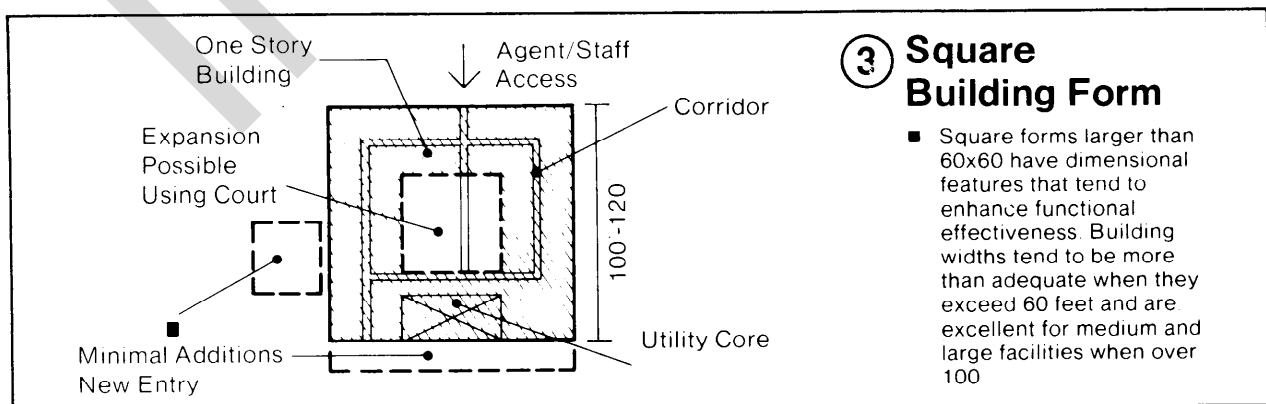 One Story
Building
Agent/Staff
Access
Corridor
Expansion
Possible
Using Court
100-120
Minimal Additions
New Entry
Utility Core
3 Square
Building Form
■ Square forms larger than
60x60 have dimensional
features that tend to
enhance functional
effectiveness. Building
widths tend to be more
than adequate when they
exceed 60 feet and are
excellent for medium and
large facilities when over
100